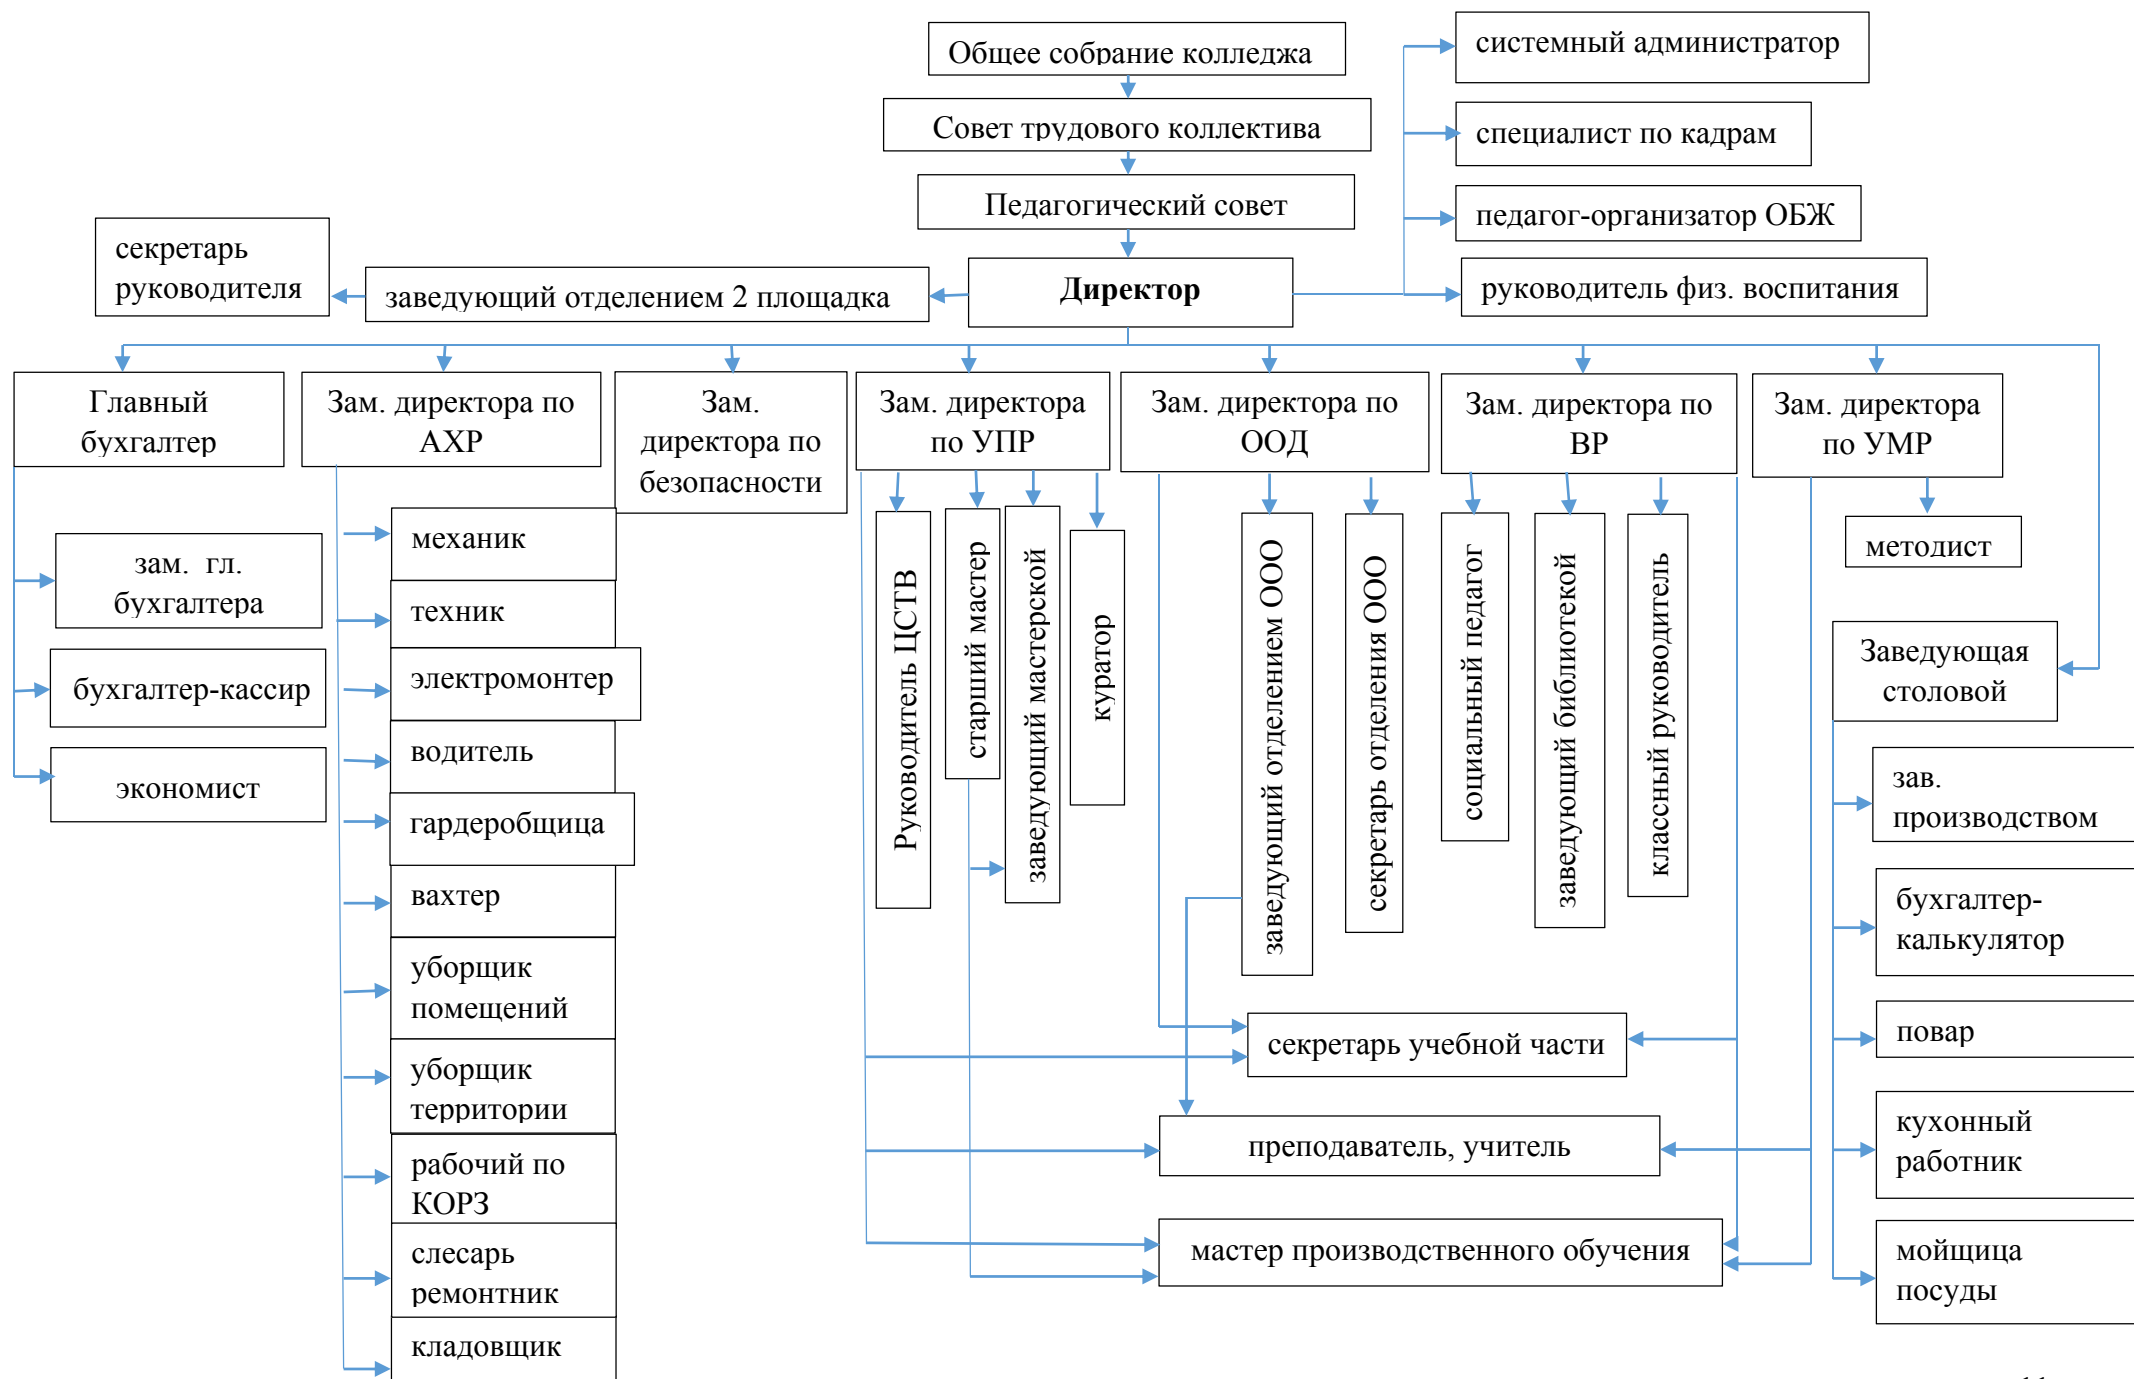 Общее собрание колледжа
Совет трудового коллектива
Педагогический совет
Директор
системный администратор
специалист по кадрам
педагог-организатор ОБЖ
руководитель физ. воспитания
заведующий отделением 2 площадка
секретарь
руководителя
Главный
бухгалтер
Зам. директора по
АХР
Зам.
директора по
безопасности
Зам. директора
по УПР
Зам. директора по
ООД
Зам. директора по
ВР
Зам. директора
по УМР
зам. гл.
бухгалтера
бухгалтер-кассир
экономист
механик
техник
электромонтер
водитель
гардеробщица
вахтер
уборщик
помещений
уборщик
территории
рабочий по
КОРЗ
слесарь
ремонтник
кладовщик
Руководитель ЦСТВ
старший мастер
заведующий мастерской
куратор
заведующий отделением ООО
секретарь отделения ООО
социальный педагог
заведующий библиотекой
классный руководитель
методист
Заведующая
столовой
зав.
производством
бухгалтер-
калькулятор
повар
кухонный
работник
мойщица
посуды
секретарь учебной части
преподаватель, учитель
мастер производственного обучения